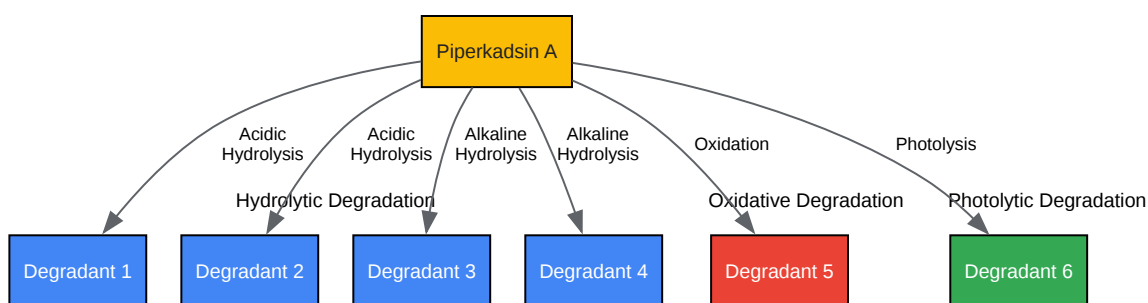 Piperkadsin A
Acidic
Hydrolysis
Acidic
Hydrolysis
Alkaline
Hydrolysis
Alkaline
Hydrolysis
Oxidation
Photolysis
Hydrolytic Degradation
Oxidative Degradation
Photolytic Degradation
Degradant 1
Degradant 2
Degradant 3
Degradant 4
Degradant 5
Degradant 6